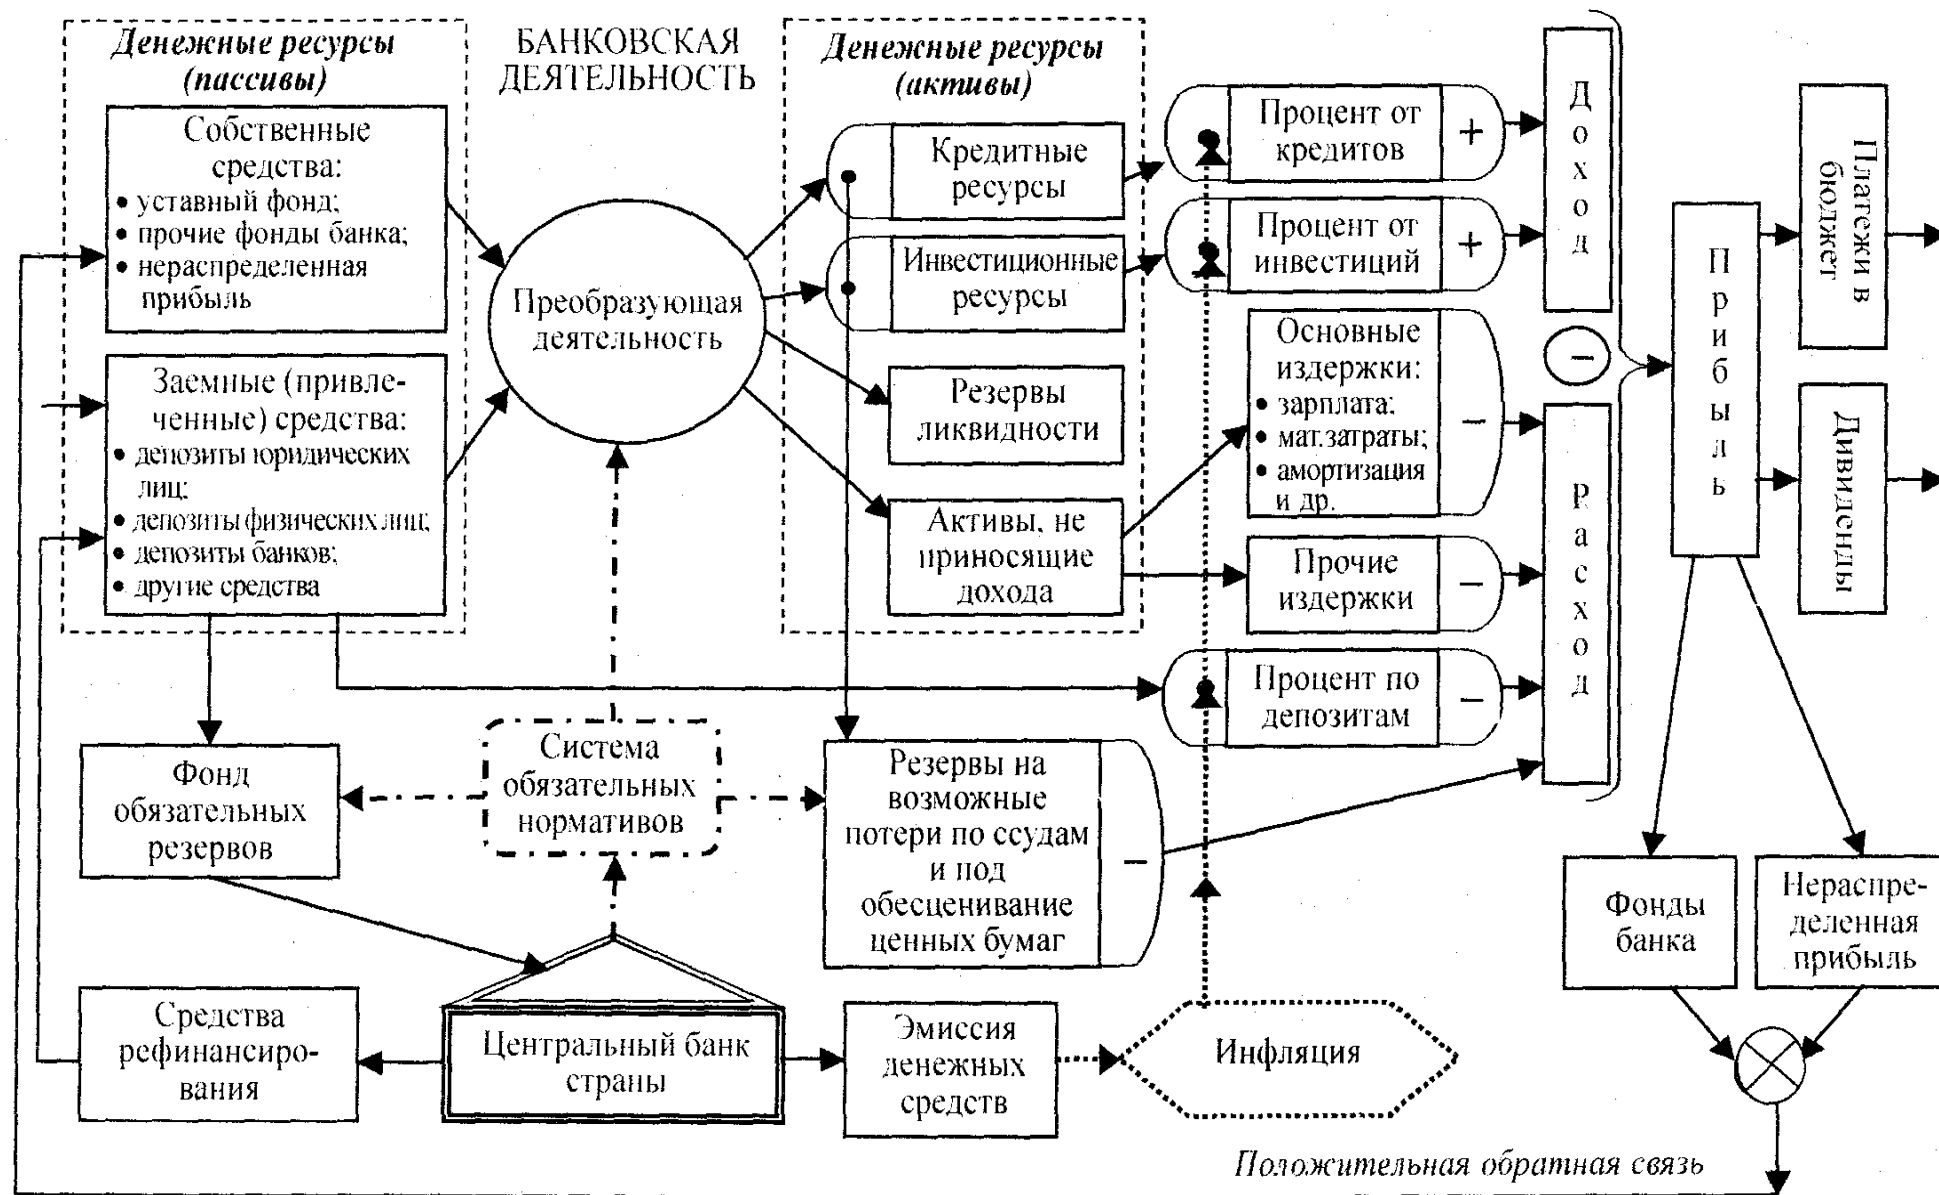 Денежные ресурсы
(пассивы)
Собственные
средства:
• уставный фонд;
• прочие фонды банка;
• нераспределенная
прибыль
Заемные (привле-
ченные) средства:
• депозиты юридических
лиц;
• депозиты физических лиц;
• депозиты банков;
• другие средства
БАНКОВСКАЯ
ДЕЯТЕЛЬНОСТЬ
Преобразующая
деятельность
Денежные ресурсы
(активы)
Кредитные
ресурсы
Инвестиционные
ресурсы
Резервы
ликвидности
Активы, не
приносящие
дохода
Процент от
кредитов
+
Процент от
инвестиций
+
Основные
издержки:
• зарплата;
• мат.затраты;
• амортизация
и др.
–
Прочие
издержки
–
Процент по
депозитам
–
Доход
–
Расход
Прибыль
Платежи в
бюджет
Дивиденды
Фонд
обязательных
резервов
Система
обязательных
нормативов
Резервы на
возможные
потери по ссудам
и под
обесценивание
ценных бумаг
–
Фонды
банка
Нераспре-
деленная
прибыль
Средства
рефинансиро-
вания
Центральный банк
страны
Эмиссия
денежных
средств
Инфляция
Положительная обратная связь